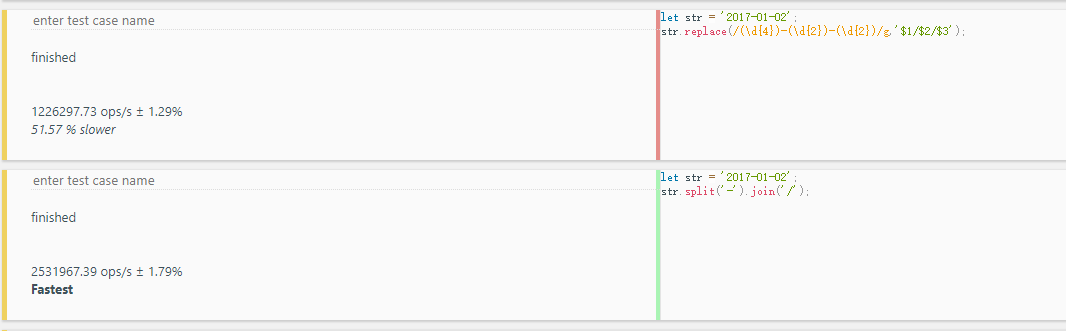 enter test case name
let str = '2017-01-02';
str.replace(/(\d{4})-(\d{2})-(\d{2})/g,'$1/$2/$3');
finished
1226297.73 ops/s ± 1.29%
51.57 % slower
enter test case name
let str = '2017-01-02';
str.split('-').join('/');
finished
2531967.39 ops/s ± 1.79%
Fastest